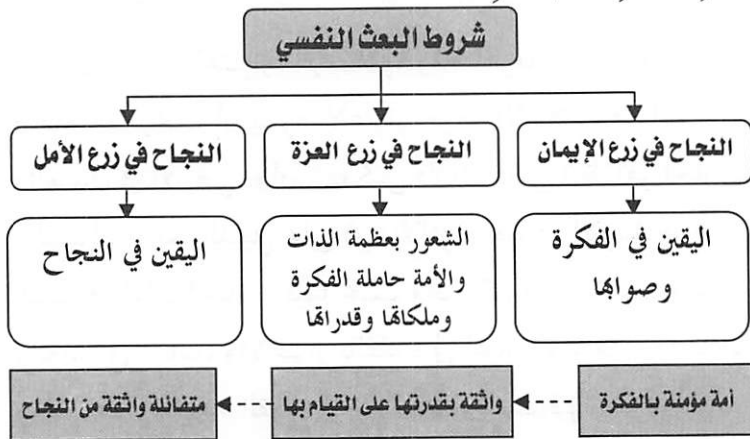 شروط البعث النفسي
النجاح في زرع الإيمان
النجاح في زرع العزة
النجاح في زرع الأمل
اليقين في الفكرة
وصوابها
الشعور بعظمة الذات
والأمة حاملة الفكرة
وملكاتها وقدراتها
اليقين في النجاح
أمة مؤمنة بالفكرة
واثقة بقدرتها على القيام بها
متفائلة واثقة من النجاح